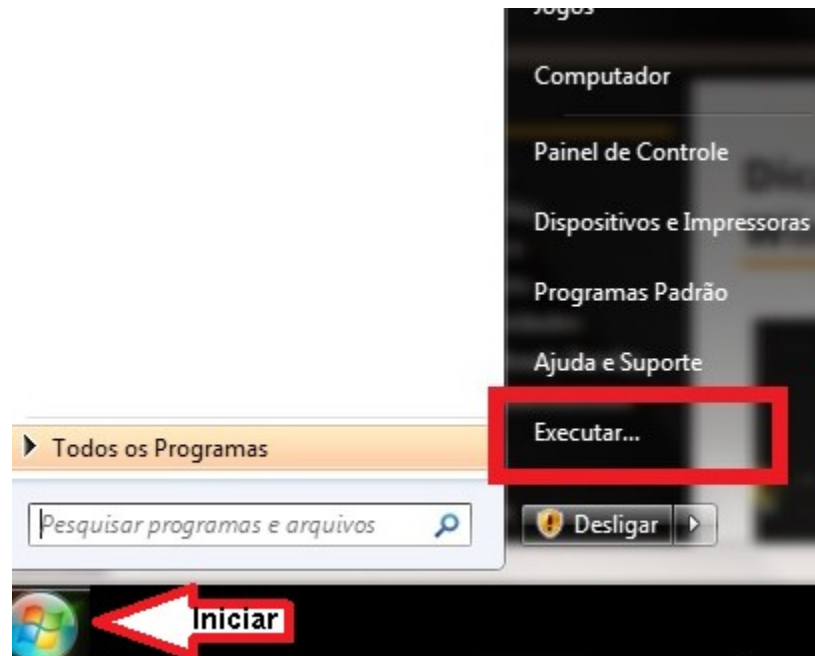 Jogos
Computador
Painel de Controle
Dispositivos e Impressoras
Programas Padrão
Ajuda e Suporte
Executar...
Todos os Programas
Pesquisar programas e arquivos
Desligar
Iniciar